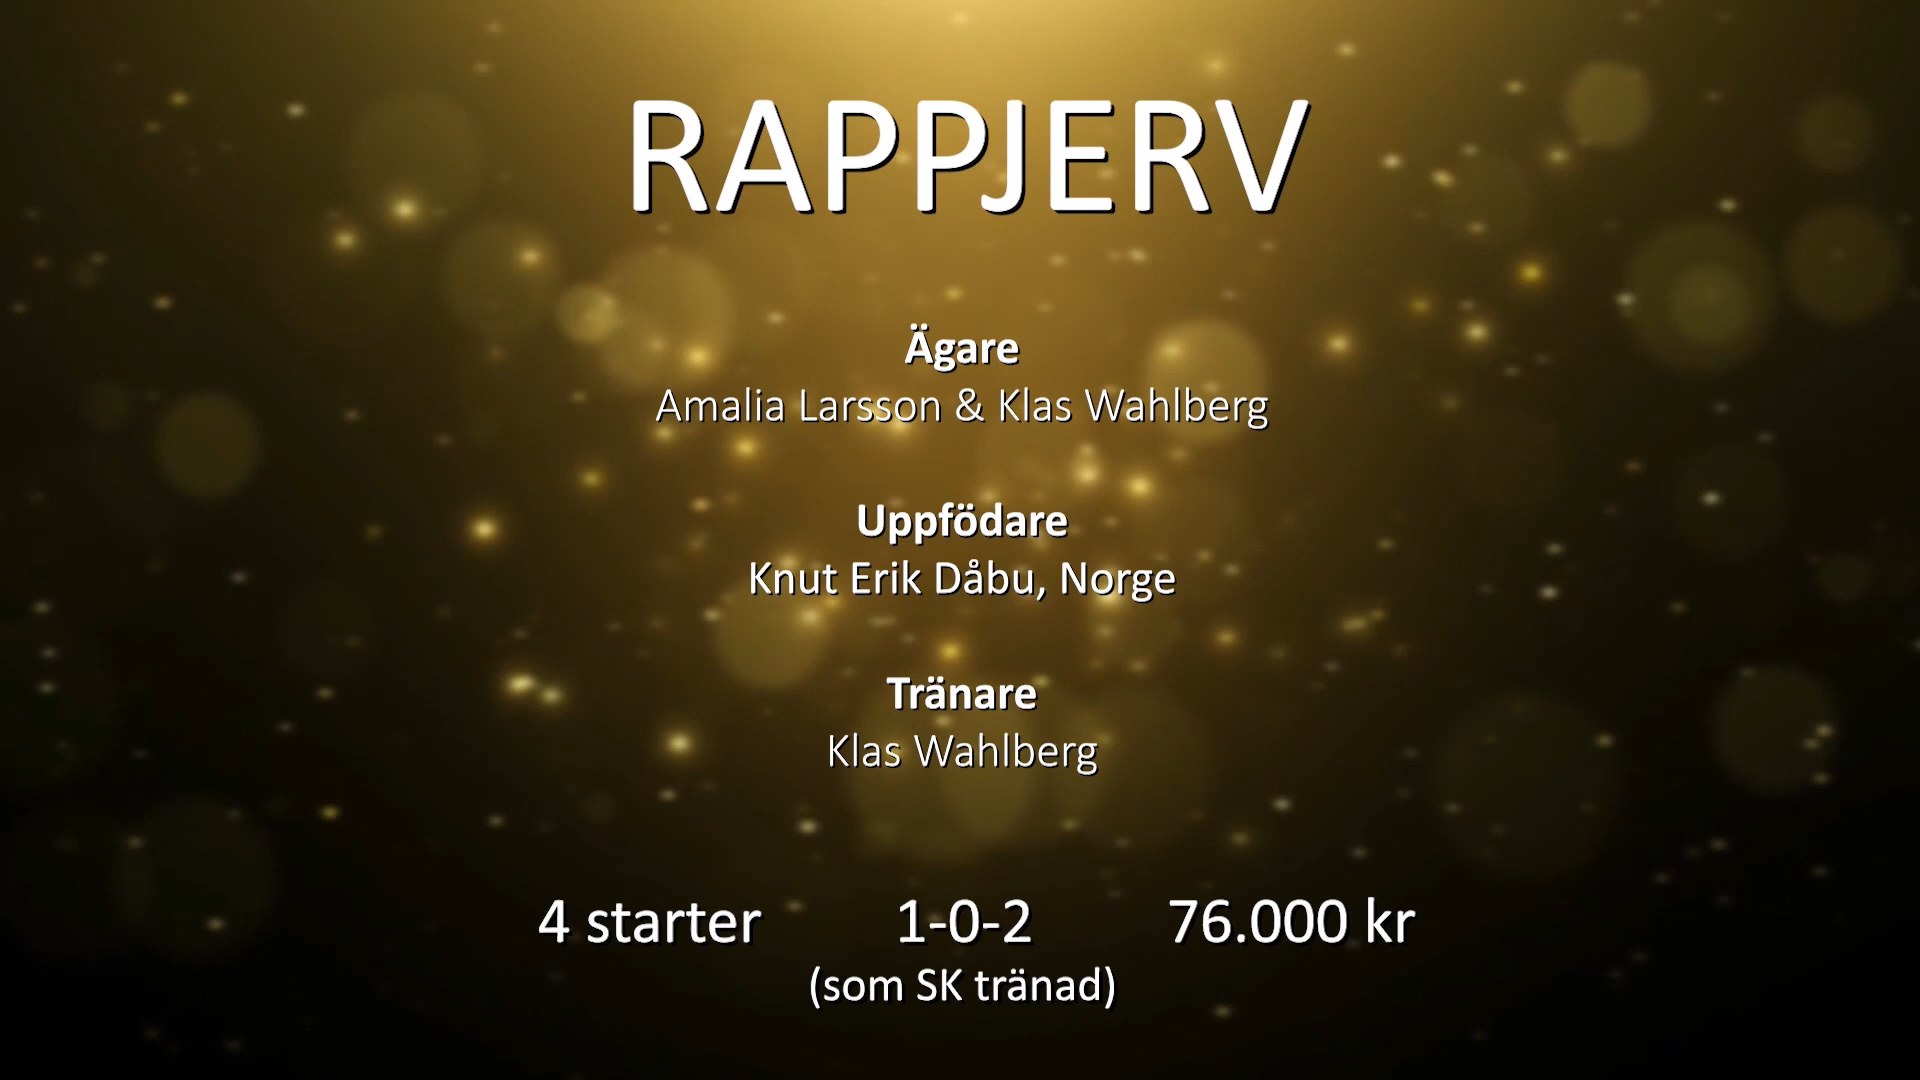 RAPPJERV
Ägare
Amalia Larsson & Klas Wahlberg
Uppfödare
Knut Erik Dåbu, Norge
Tränare
Klas Wahlberg
4 starter 1-0-2 76.000 kr
(som SK tränad)